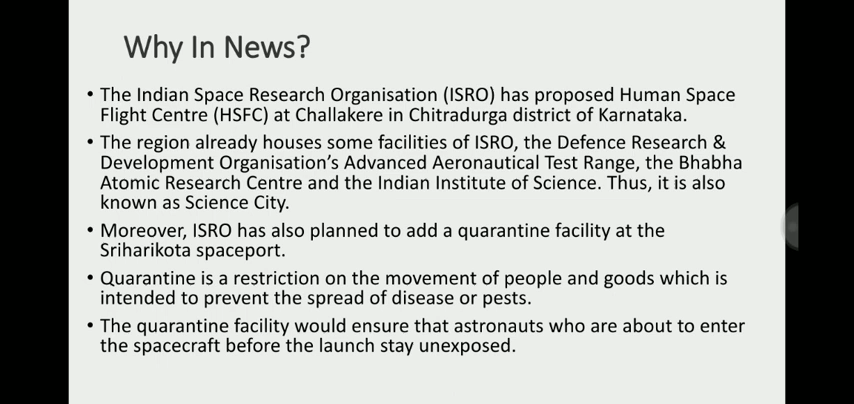 Why In News?
• The Indian Space Research Organisation (ISRO) has proposed Human Space
Flight Centre (HSFC) at Challakere in Chitradurga district of Karnataka.
• The region already houses some facilities of ISRO, the Defence Research &
Development Organisation's Advanced Aeronautical Test Range, the Bhabha
Atomic Research Centre and the Indian Institute of Science. Thus, it is also
known as Science City.
• Moreover, ISRO has also planned to add a quarantine facility at the
Sriharikota spaceport.
• Quarantine is a restriction on the movement of people and goods which is
intended to prevent the spread of disease or pests.
• The quarantine facility would ensure that astronauts who are about to enter
the spacecraft before the launch stay unexposed.